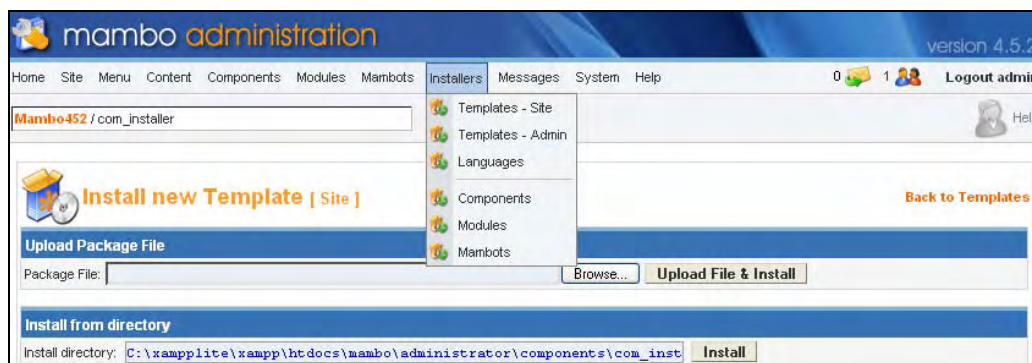 mambo administration
version 4.5.2
Home Site Menu Content Components Modules Mambots Installers Messages System Help 0 1 Logout admin
Mambo452 / com_installer
Templates - Site
Templates - Admin
Languages
Components
Modules
Mambots
Hel
Install new Template [ Site ]
Back to Templates
Upload Package File
Package File: Browse... Upload File & Install
Install from directory
Install directory: C:\xampplite\xampp\htdocs\mambo\administrator\components\com_inst Install